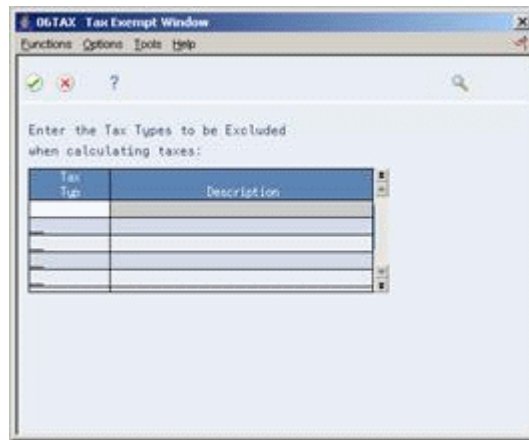 06TAX Tax Exempt Window
Functions Options Tools Help
?
Enter the Tax Types to be Excluded
when calculating taxes:
Tax
Typ Description